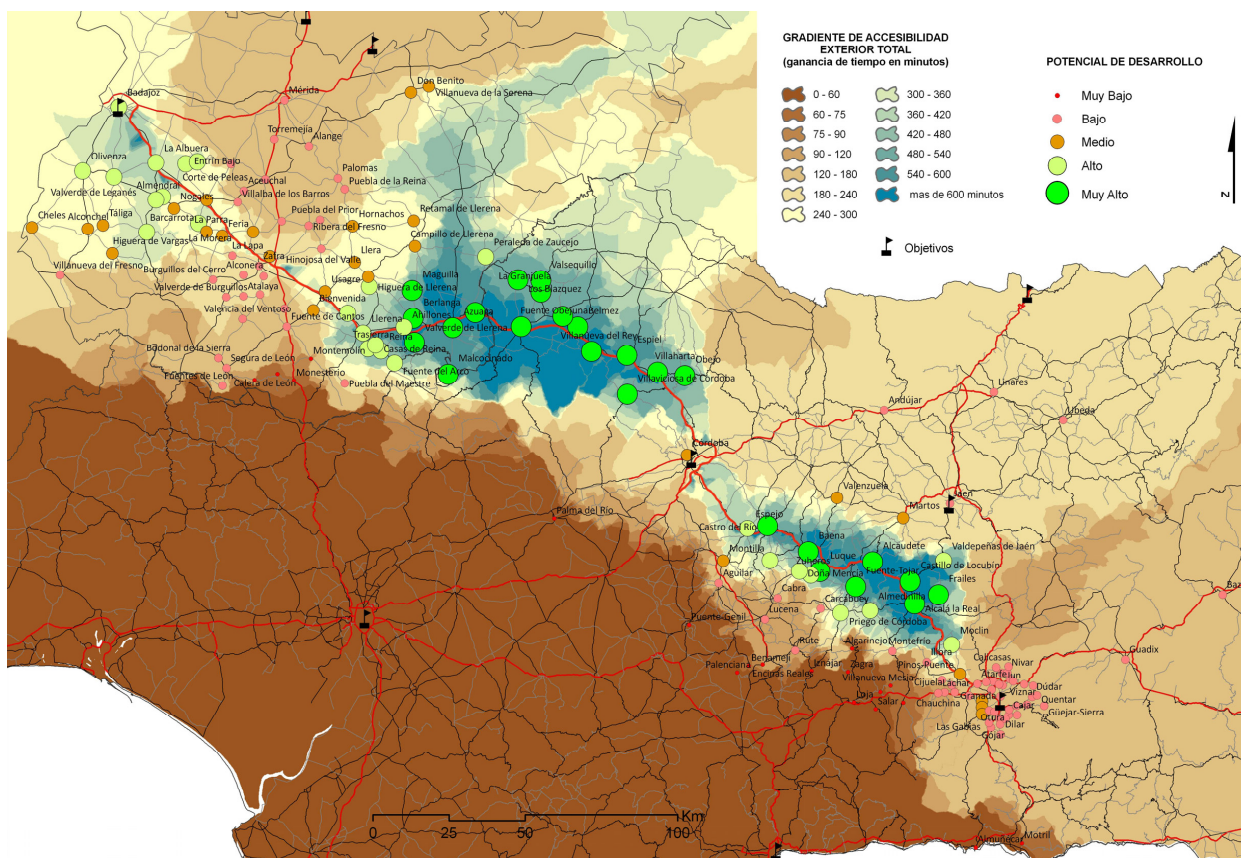 GRADIENTE DE ACCESIBILIDAD
EXTERIOR TOTAL
(ganancia de tiempo en minutos)
0 - 60
60 - 75
75 - 90
90 - 120
120 - 180
180 - 240
240 - 300
300 - 360
360 - 420
420 - 480
480 - 540
540 - 600
mas de 600 minutos
Objetivos
POTENCIAL DE DESARROLLO
Muy Bajo
Bajo
Medio
Alto
Muy Alto
N
Don Benito
Villanueva de la Serena
Badajoz
Mérida
Torremejía
Alange
La Albuera
Olivenza
Entrín Bajo
Corte de Peleas
Palomas
Puebla de la Reina
Valverde de Leganés
Almendral
Nogales
Aceuchal
Villalba de los Barros
Cheles
Alconchel
Táliga
Barcarrota
La Parra
Feria
Puebla del Prior
Hornachos
Retamal de Llerena
Ribera del Fresno
Higuera de Vargas
La Morera
La Lapa
Campillo de Llerena
Llera
Peraleda de Zaucejo
Villanueva del Fresno
Burguillos del Cerro
Alconera
Zafra
Hinojosa del Valle
Valsequillo
Valverde de Burguillos
Atalaya
Usagre
Maguilla
La Granjuela
Higuera de Llerena
Los Blazquez
Valencia del Ventoso
Bienvenida
Berlanga
Fuente de Cantos
Llerena
Ahillones
Azuaga
Fuente Obejuna
Belmez
Valverde de Llerena
Trasierra
Reina
Villanueva del Rey
Espiel
Bodonal de la Sierra
Segura de León
Montemolín
Casas de Reina
Malcocinado
Villaharta
Obejo
Fuentes de León
Calera de León
Monesterio
Fuente del Arco
Puebla del Maestre
Villaviciosa de Córdoba
Andújar
Linares
Ubeda
Córdoba
Valenzuela
Jaén
Martos
Palma del Río
Castro del Río
Espejo
Baena
Montilla
Zuheros
Luque
Alcaudete
Valdepeñas de Jaén
Aguilar
Doña Mencia
Fuente-Tojar
Castillo de Locubín
Frailes
Cabra
Carcabuey
Almedinilla
Alcalá la Real
Lucena
Priego de Córdoba
Puente-Genil
Rute
Algarinejo
Montefrío
Moclin
Illora
Palenciana
Benamejí
Encinas Reales
Iznájar
Zagra
Pinos-Puente
Villanueva Mesía
Cijuela
Láchar
Calicasas
Nivar
Atarfe
Jun
Guadix
Loja
Salar
Chauchina
Granada
Viznar
Dúdar
Quentar
Cajar
Güejar-Sierra
Las Gabias
Otura
Dilar
Gójar
Almuñécar
Motril
Km
0
25
50
100